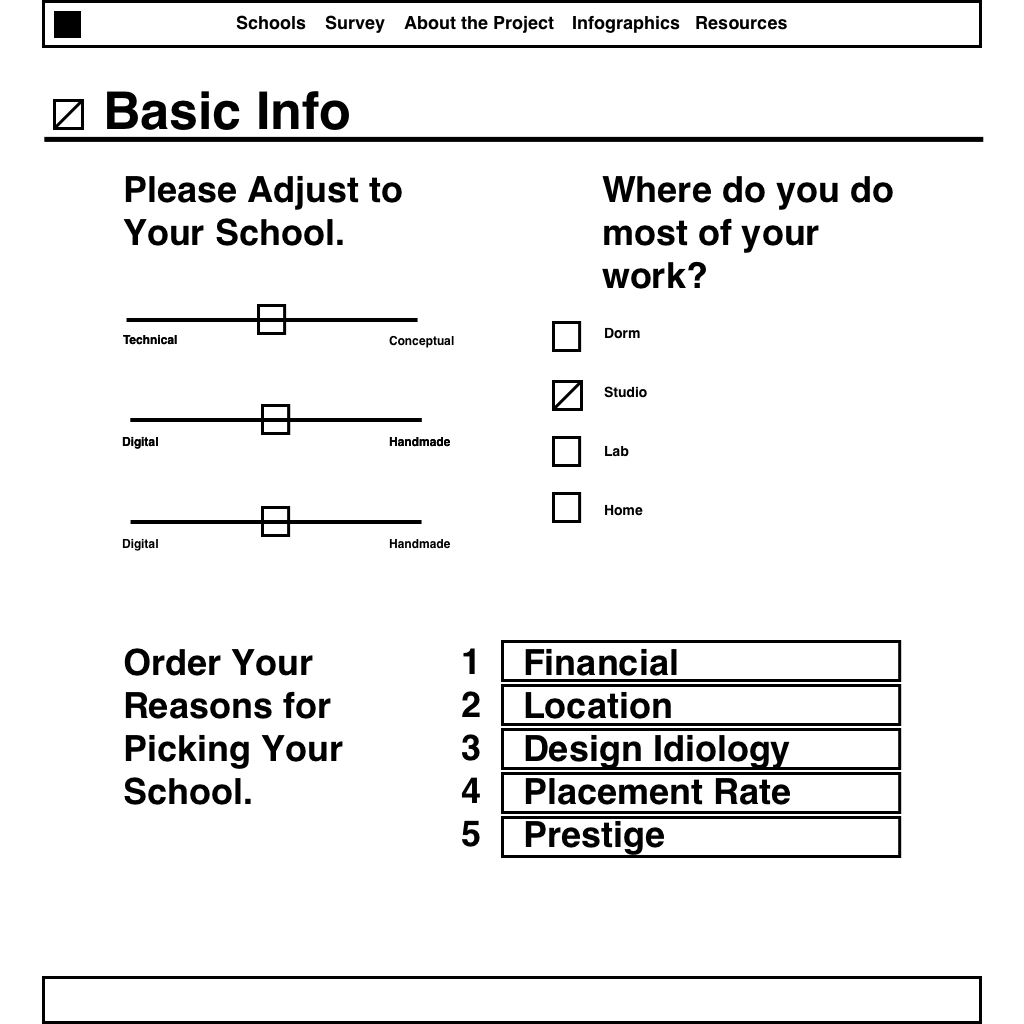 Schools Survey About the Project Infographics Resources
Basic Info
Please Adjust to
Your School.
Technical Conceptual
Digital Handmade
Digital Handmade
Where do you do
most of your
work?
Dorm
Studio
Lab
Home
Order Your
Reasons for
Picking Your
School.
1 Financial
2 Location
3 Design Idiology
4 Placement Rate
5 Prestige